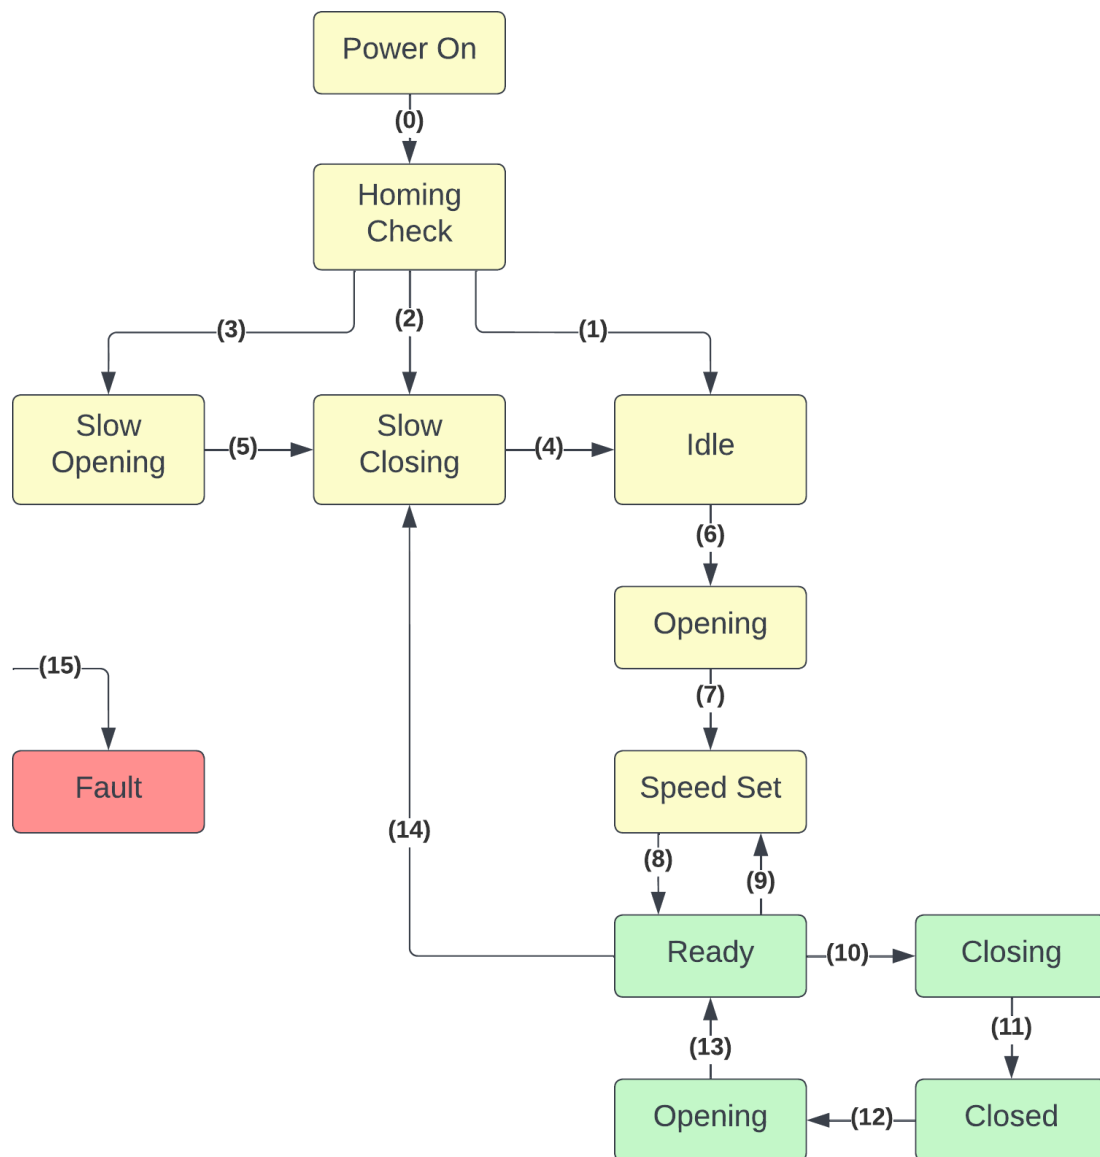 Power On
(0)
Homing
Check
(3)
(2)
(1)
Slow
Opening
(5)
Slow
Closing
(4)
Idle
(6)
Opening
(15)
(7)
Fault
Speed Set
(14)
(8)
(9)
Ready
(10)
Closing
(13)
(11)
Opening
(12)
Closed